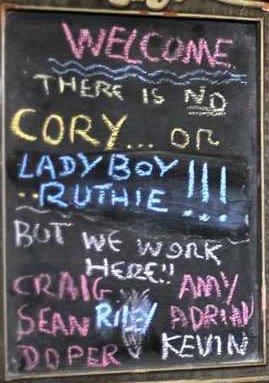 WELCOME
THERE IS NO
CORY... OR
LADYBOY
..RUTHIE !!!
BUT WE WORK
HERE!!
CRAIG AMY
SEAN RILEY ADRIAN
DOPER KEVIN